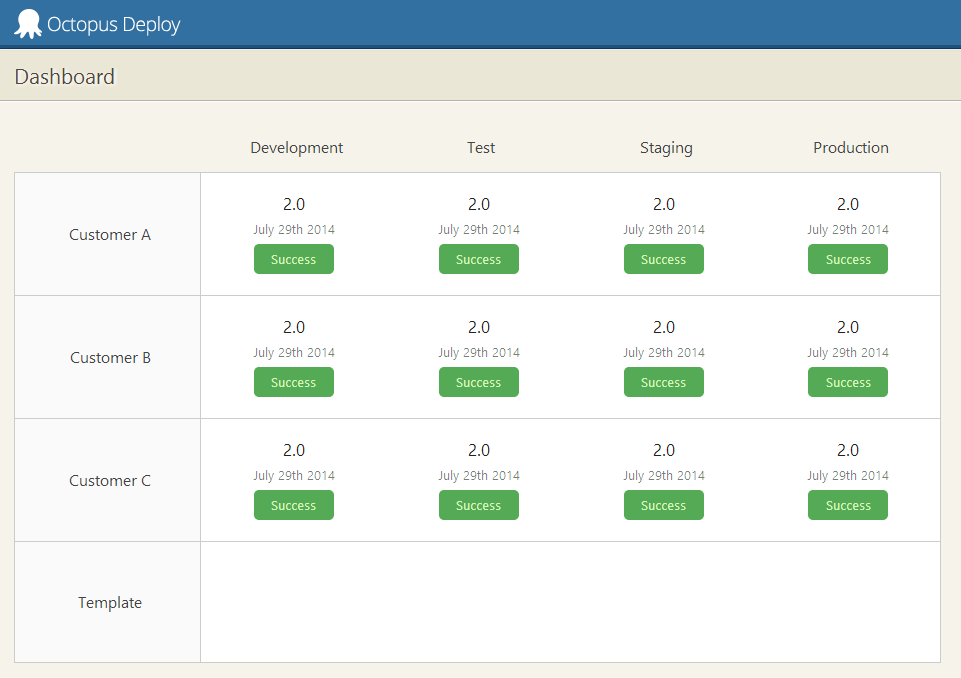 Octopus Deploy
Dashboard
Development Test Staging Production
2.0 2.0 2.0 2.0
July 29th 2014 July 29th 2014 July 29th 2014 July 29th 2014
Customer A
Success Success Success Success
2.0 2.0 2.0 2.0
July 29th 2014 July 29th 2014 July 29th 2014 July 29th 2014
Customer B
Success Success Success Success
2.0 2.0 2.0 2.0
July 29th 2014 July 29th 2014 July 29th 2014 July 29th 2014
Customer C
Success Success Success Success
Template